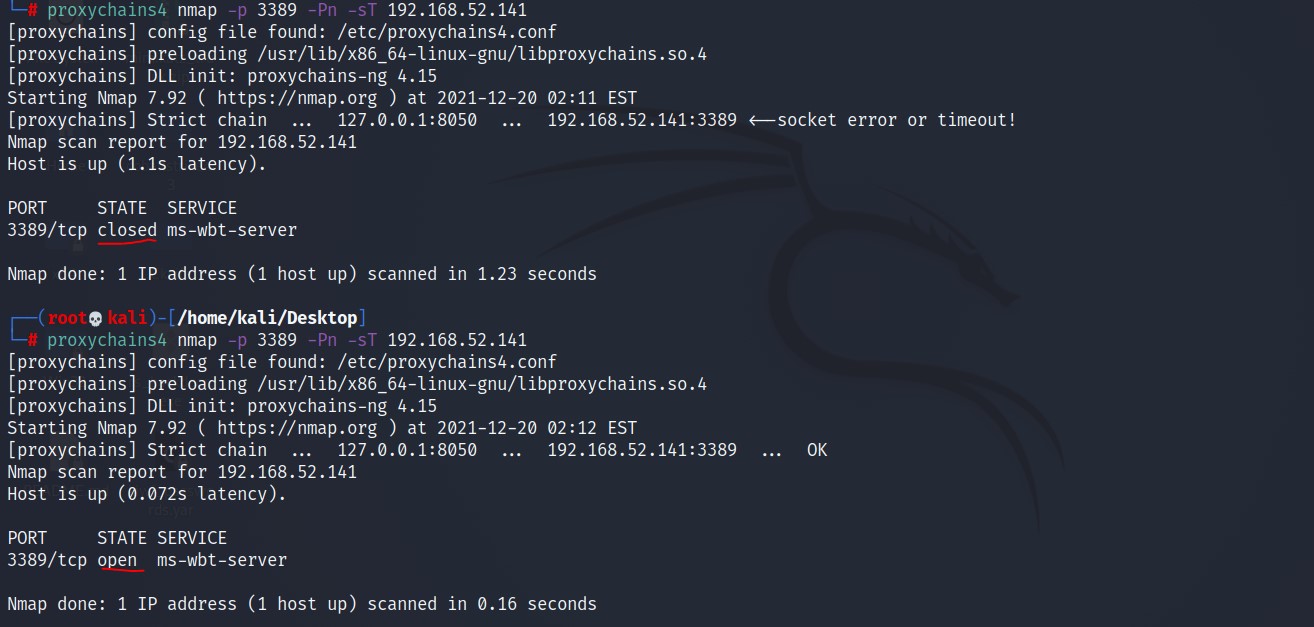 └─# proxychains4 nmap -p 3389 -Pn -sT 192.168.52.141
[proxychains] config file found: /etc/proxychains4.conf
[proxychains] preloading /usr/lib/x86_64-linux-gnu/libproxychains.so.4
[proxychains] DLL init: proxychains-ng 4.15
Starting Nmap 7.92 ( https://nmap.org ) at 2021-12-20 02:11 EST
[proxychains] Strict chain  ...  127.0.0.1:8050  ...  192.168.52.141:3389 <--socket error or timeout!
Nmap scan report for 192.168.52.141
Host is up (1.1s latency).
PORT     STATE  SERVICE
3389/tcp closed ms-wbt-server
Nmap done: 1 IP address (1 host up) scanned in 1.23 seconds
┌──(root💀kali)-[/home/kali/Desktop]
└─# proxychains4 nmap -p 3389 -Pn -sT 192.168.52.141
[proxychains] config file found: /etc/proxychains4.conf
[proxychains] preloading /usr/lib/x86_64-linux-gnu/libproxychains.so.4
[proxychains] DLL init: proxychains-ng 4.15
Starting Nmap 7.92 ( https://nmap.org ) at 2021-12-20 02:12 EST
[proxychains] Strict chain  ...  127.0.0.1:8050  ...  192.168.52.141:3389  ...  OK
Nmap scan report for 192.168.52.141
Host is up (0.072s latency).
PORT     STATE SERVICE
3389/tcp open  ms-wbt-server
Nmap done: 1 IP address (1 host up) scanned in 0.16 seconds